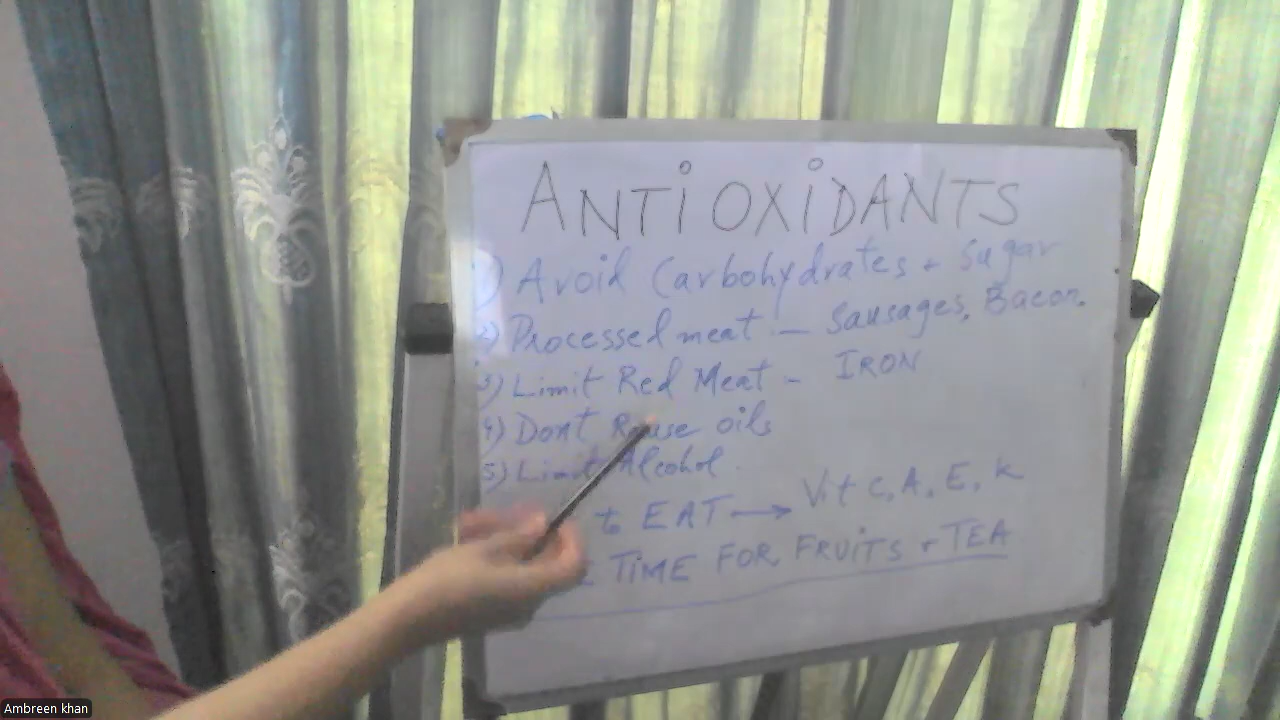 ANTiOXiDANTS
1) Avoid Carbohydrates + Sugar
2) Processed meat – Sausages, Bacon.
3) Limit Red Meat – IRON
4) Dont Reuse oils
5) Limit Alcohol
to EAT → Vit C, A, E, K
TiME FOR FRUiTS + TEA
Ambreen khan